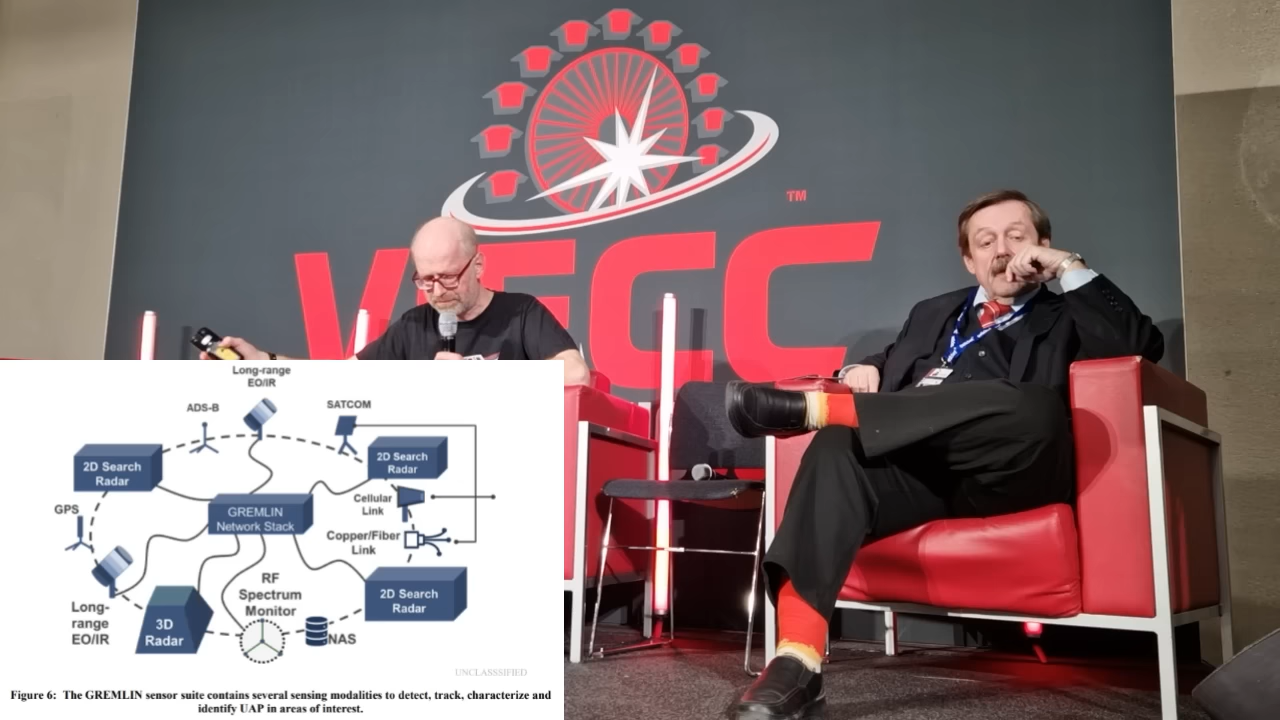 TM
VIECC
Long-range
EO/IR
ADS-B
SATCOM
2D Search
Radar
2D Search
Radar
GPS
GREMLIN
Network Stack
Cellular
Link
Copper/Fiber
Link
RF
Spectrum
Monitor
2D Search
Radar
Long-
range
EO/IR
3D
Radar
NAS
UNCLASSSIFIED
Figure 6: The GREMLIN sensor suite contains several sensing modalities to detect, track, characterize and
identify UAP in areas of interest.